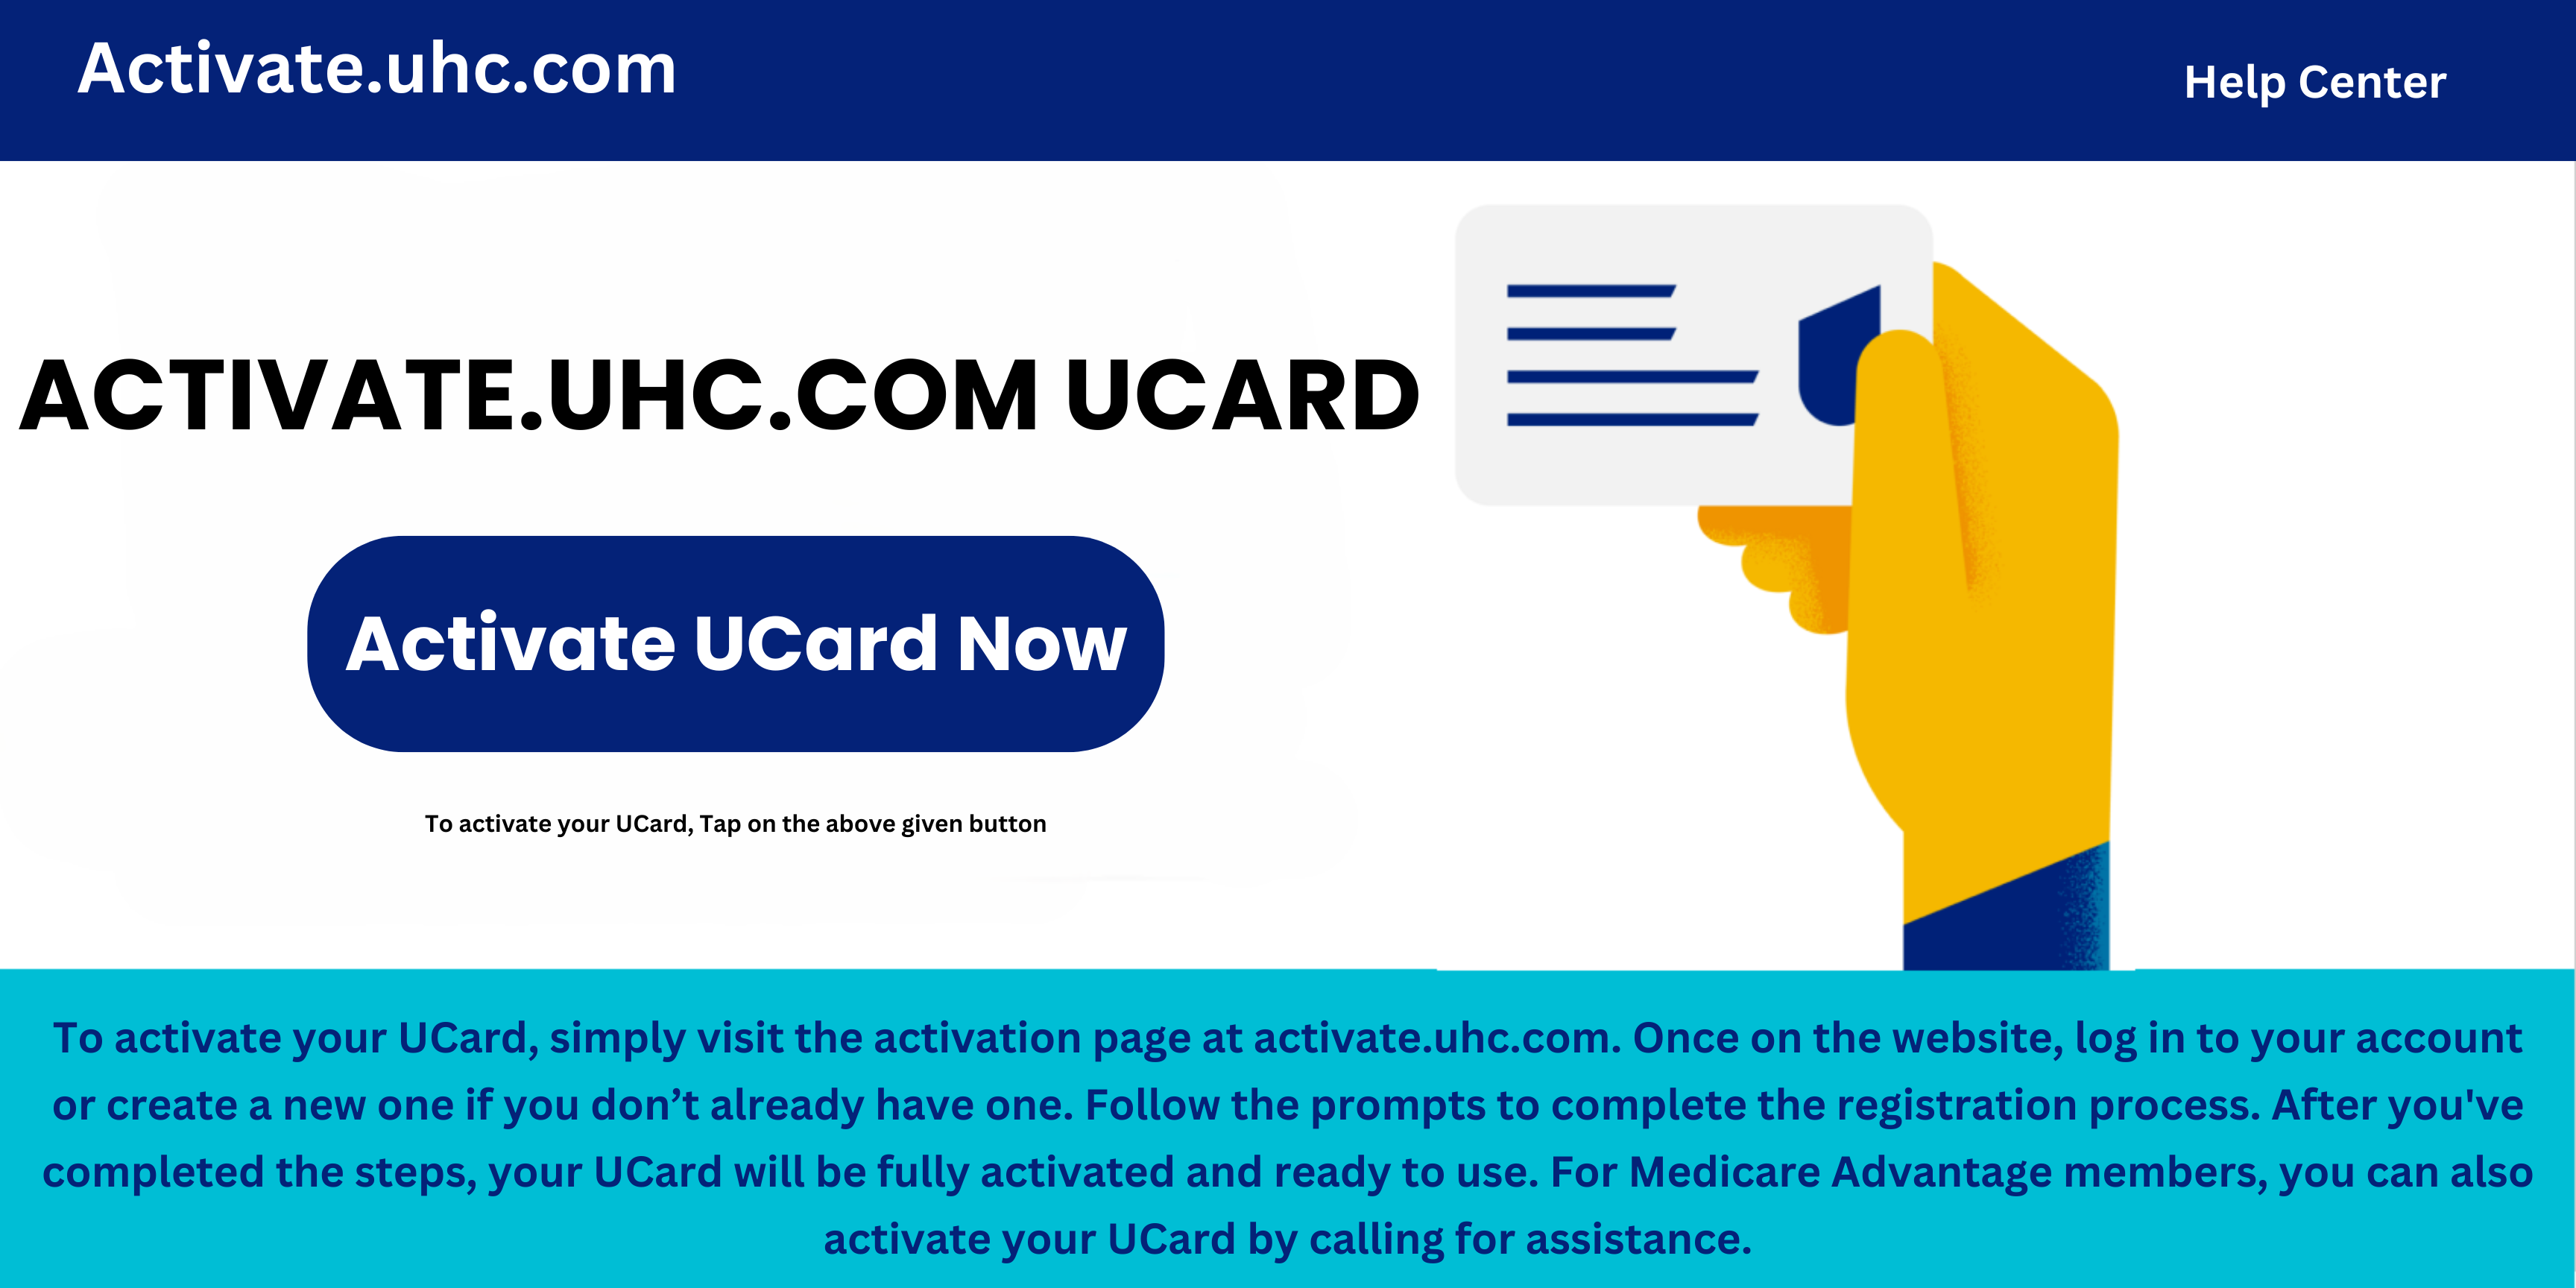 Activate.uhc.com
Help Center
ACTIVATE.UHC.COM UCARD
Activate UCard Now
To activate your UCard, Tap on the above given button
To activate your UCard, simply visit the activation page at activate.uhc.com. Once on the website, log in to your account
or create a new one if you don’t already have one. Follow the prompts to complete the registration process. After you've
completed the steps, your UCard will be fully activated and ready to use. For Medicare Advantage members, you can also
activate your UCard by calling for assistance.